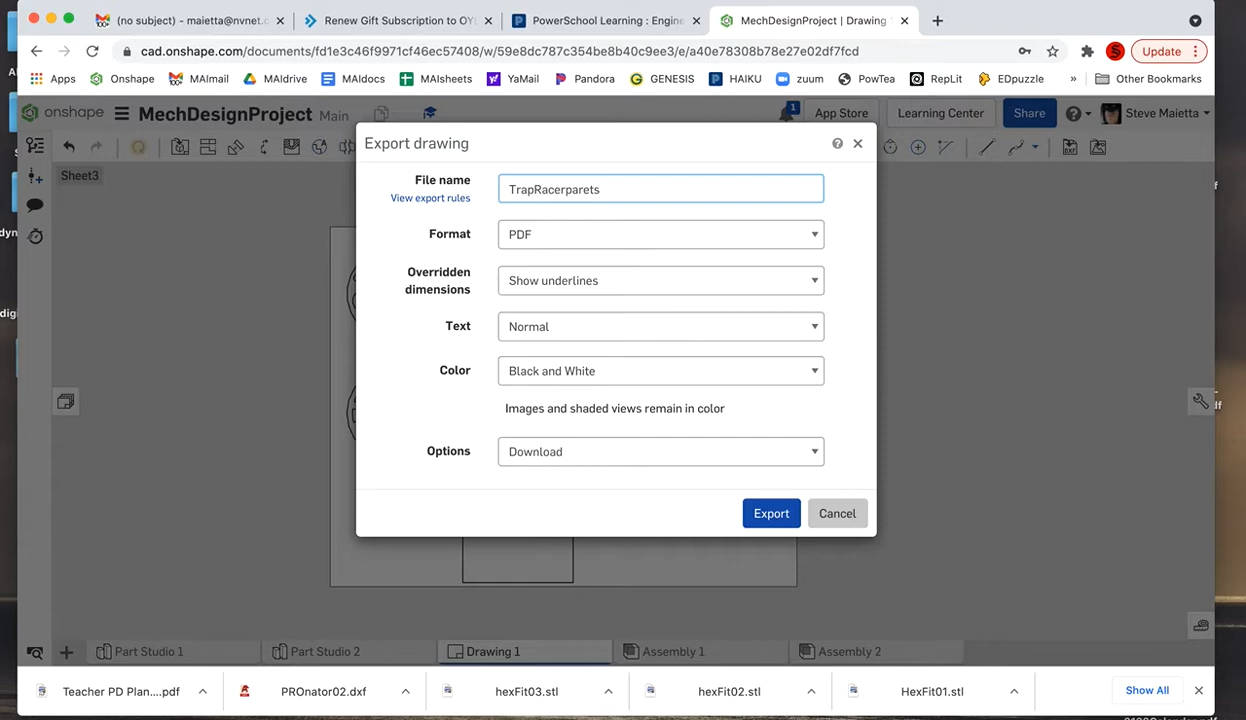 (no subject) - maietta@nvnet.o
Renew Gift Subscription to OYL
PowerSchool Learning : Engine
MechDesignProject | Drawing 1
cad.onshape.com/documents/fd1e3c46f9971cf46ec57408/w/59e8dc787c354be8b40c9ee3/e/a40e78308b78e27e02df7fcd
Update
Apps
Onshape
MAImail
MAIdrive
MAIdocs
MAIsheets
YaMail
Pandora
GENESIS
HAIKU
zuum
PowTea
RepLit
EDpuzzle
»
Other Bookmarks
onshape
MechDesignProject
Main
1
App Store
Learning Center
Share
Steve Maietta
Sheet3
Export drawing
File name
TrapRacerparets
View export rules
Format
PDF
Overridden
dimensions
Show underlines
Text
Normal
Color
Black and White
Images and shaded views remain in color
Options
Download
Export
Cancel
Part Studio 1
Part Studio 2
Drawing 1
Assembly 1
Assembly 2
Teacher PD Plan....pdf
PROnator02.dxf
hexFit03.stl
hexFit02.stl
HexFit01.stl
Show All